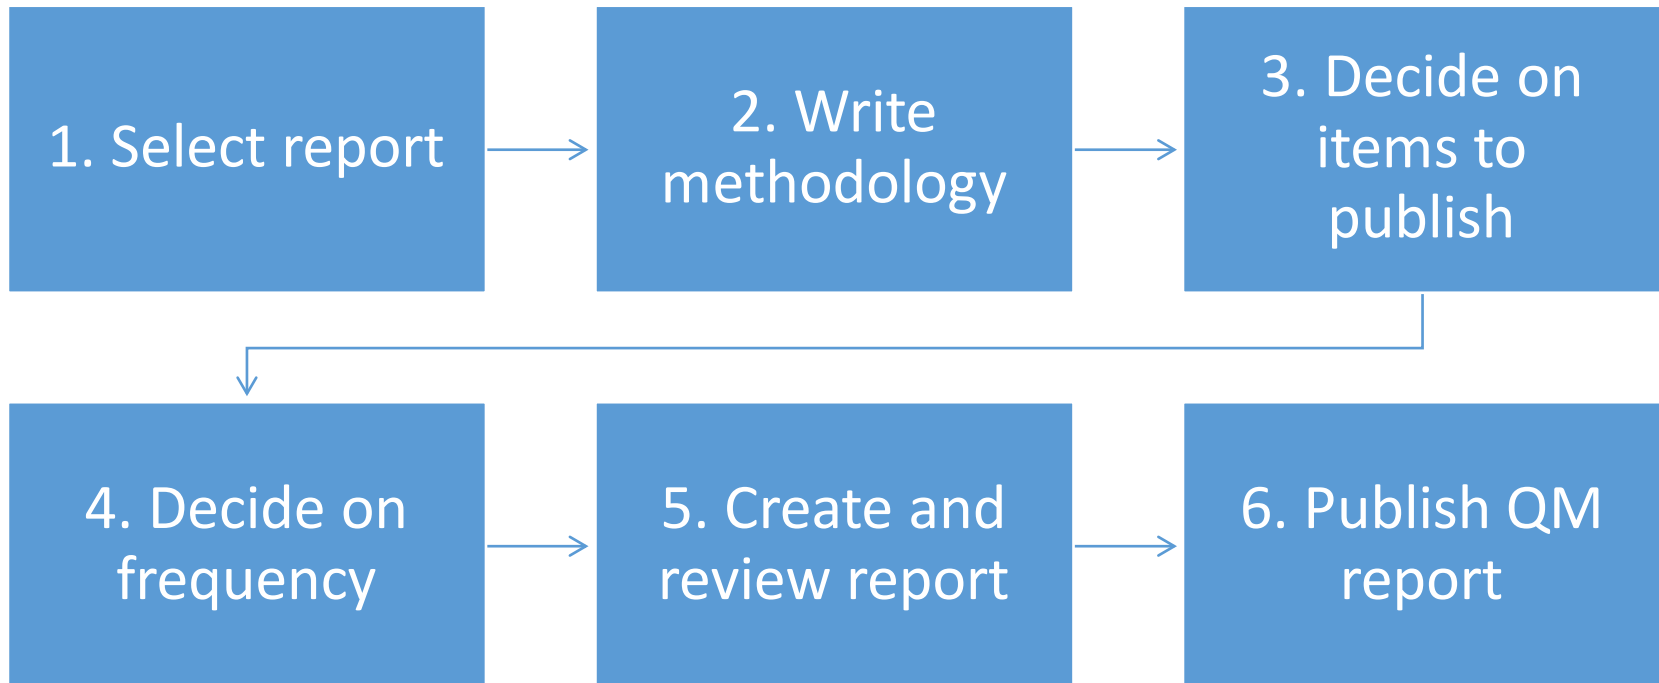 1. Select report
2. Write
methodology
3. Decide on
items to
publish
4. Decide on
frequency
5. Create and
review report
6. Publish QM
report